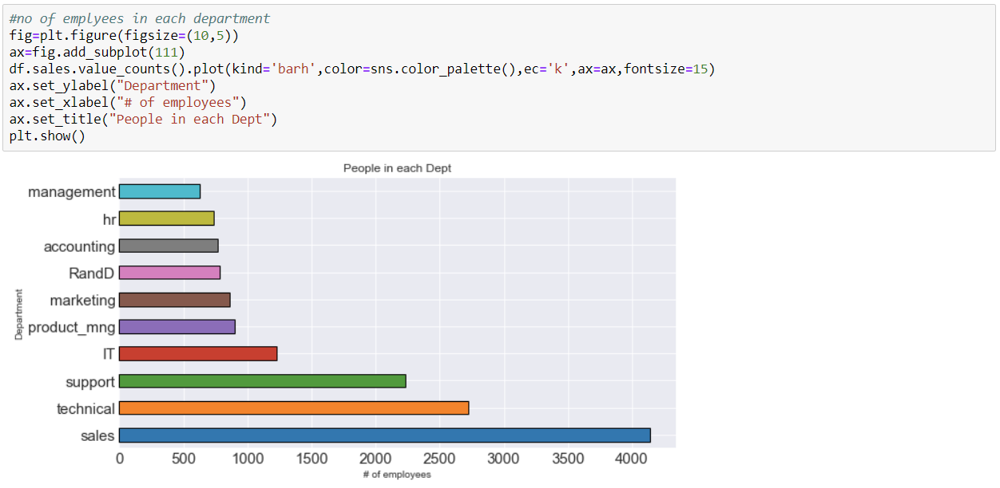 #no of emplyees in each department
fig=plt.figure(figsize=(10,5))
ax=fig.add_subplot(111)
df.sales.value_counts().plot(kind='barh',color=sns.color_palette(),ec='k',ax=ax,fontsize=15)
ax.set_ylabel("Department")
ax.set_xlabel("# of employees")
ax.set_title("People in each Dept")
plt.show()
People in each Dept
Department
management
hr
accounting
RandD
marketing
product_mng
IT
support
technical
sales
0 500 1000 1500 2000 2500 3000 3500 4000
# of employees